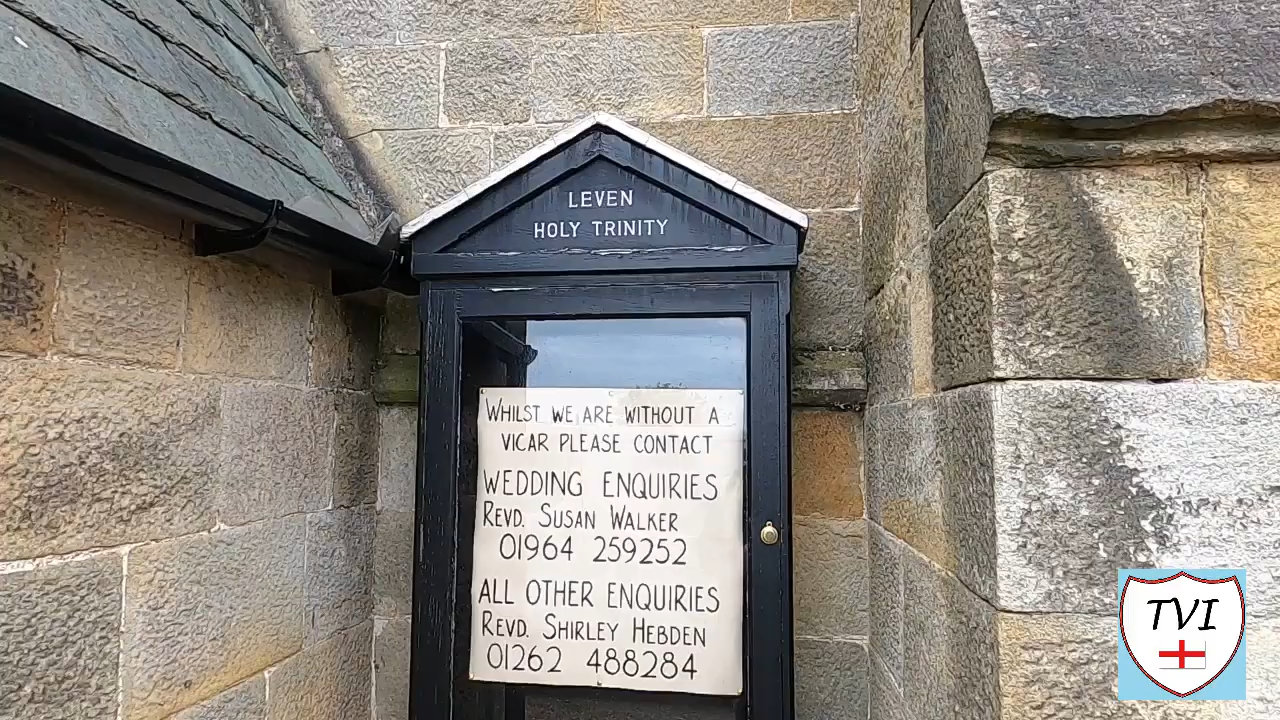 LEVEN
HOLY TRINITY
WHILST WE ARE WITHOUT A
VICAR PLEASE CONTACT
WEDDING ENQUIRIES
REVD. SUSAN WALKER
01964 259252
ALL OTHER ENQUIRIES
REVD. SHIRLEY HEBDEN
01262 488284
TVI